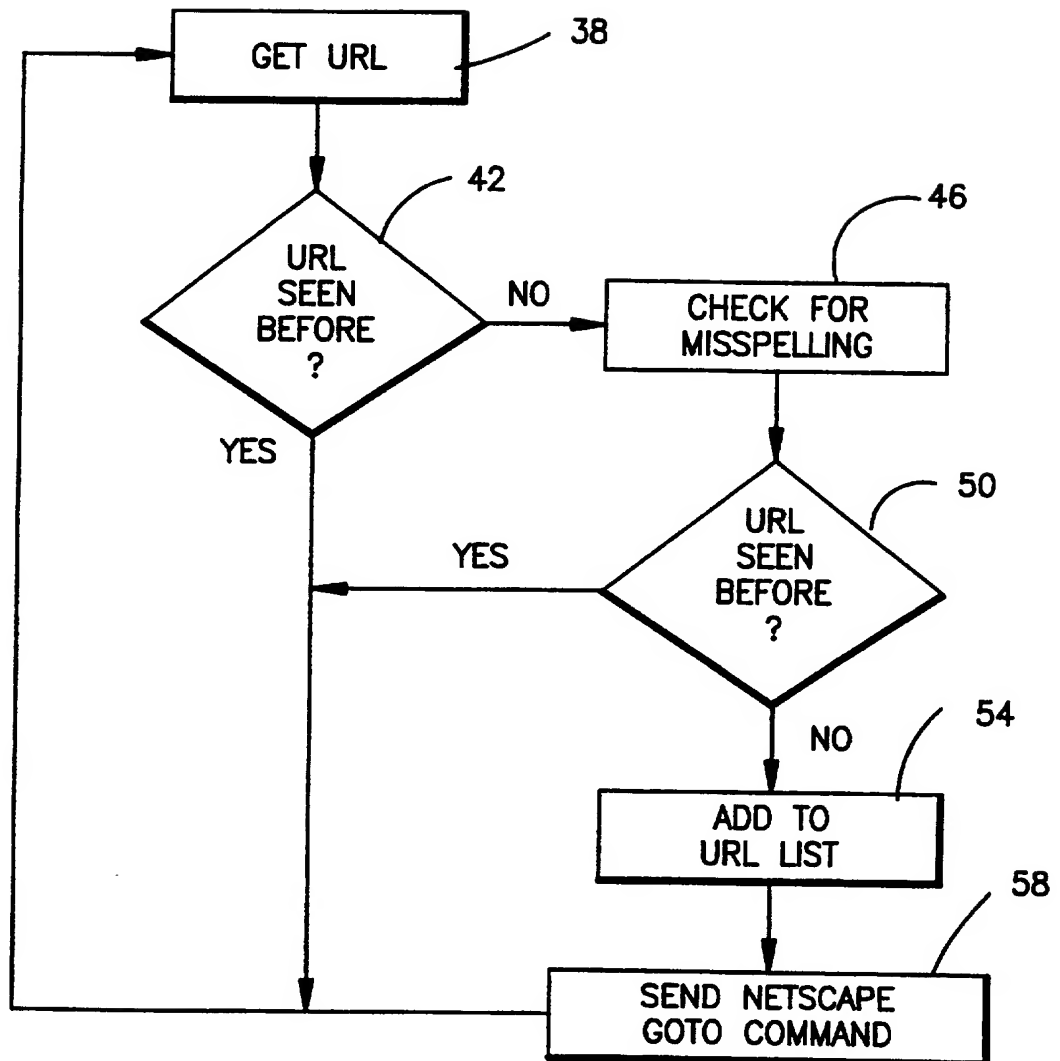 GET URL
38
42
URL
SEEN
BEFORE
?
NO
46
CHECK FOR
MISSPELLING
YES
50
URL
SEEN
BEFORE
?
YES
NO
54
ADD TO
URL LIST
58
SEND NETSCAPE
GOTO COMMAND